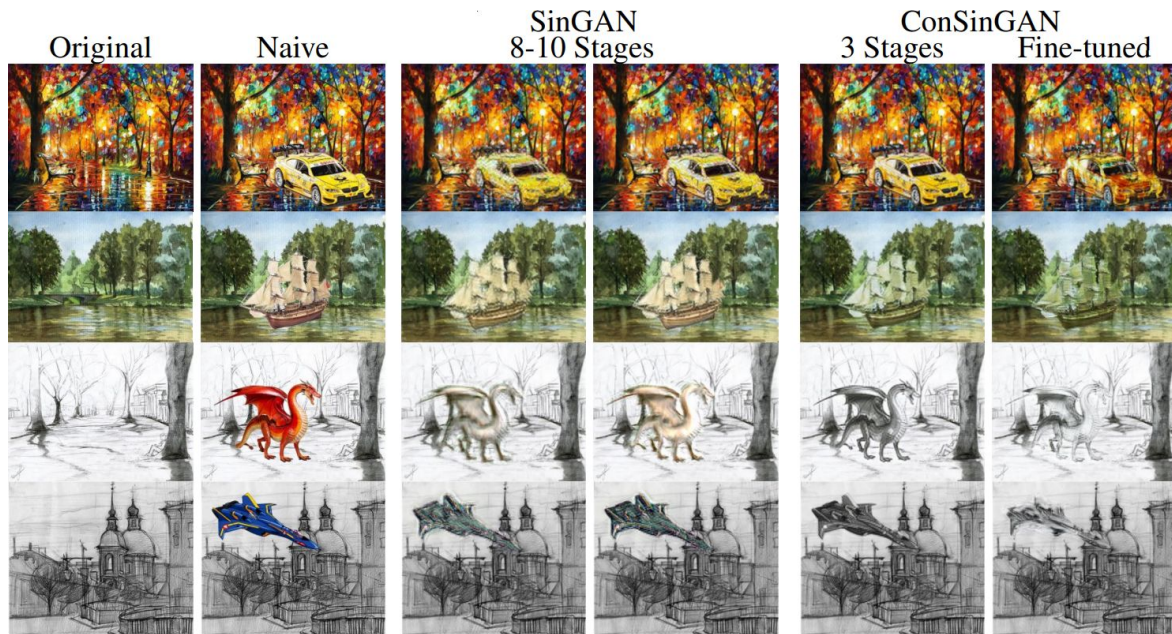 SinGAN
ConSinGAN
Original
Naive
8-10 Stages
3 Stages
Fine-tuned